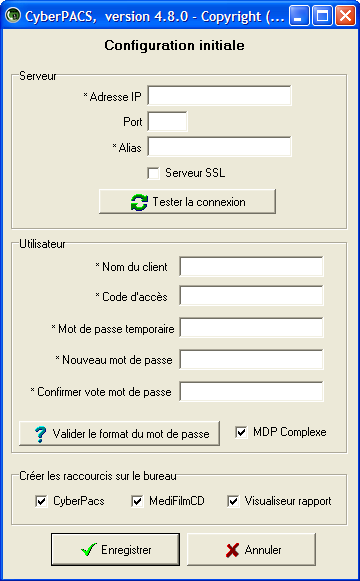 CyberPACS, version 4.8.0 - Copyright (...
Configuration initiale
Serveur
* Adresse IP
Port
* Alias
Serveur SSL
Tester la connexion
Utilisateur
* Nom du client
* Code d'accès
* Mot de passe temporaire
* Nouveau mot de passe
* Confirmer vote mot de passe
Valider le format du mot de passe
MDP Complexe
Créer les raccourcis sur le bureau
CyberPacs
MediFilmCD
Visualiseur rapport
Enregistrer
Annuler